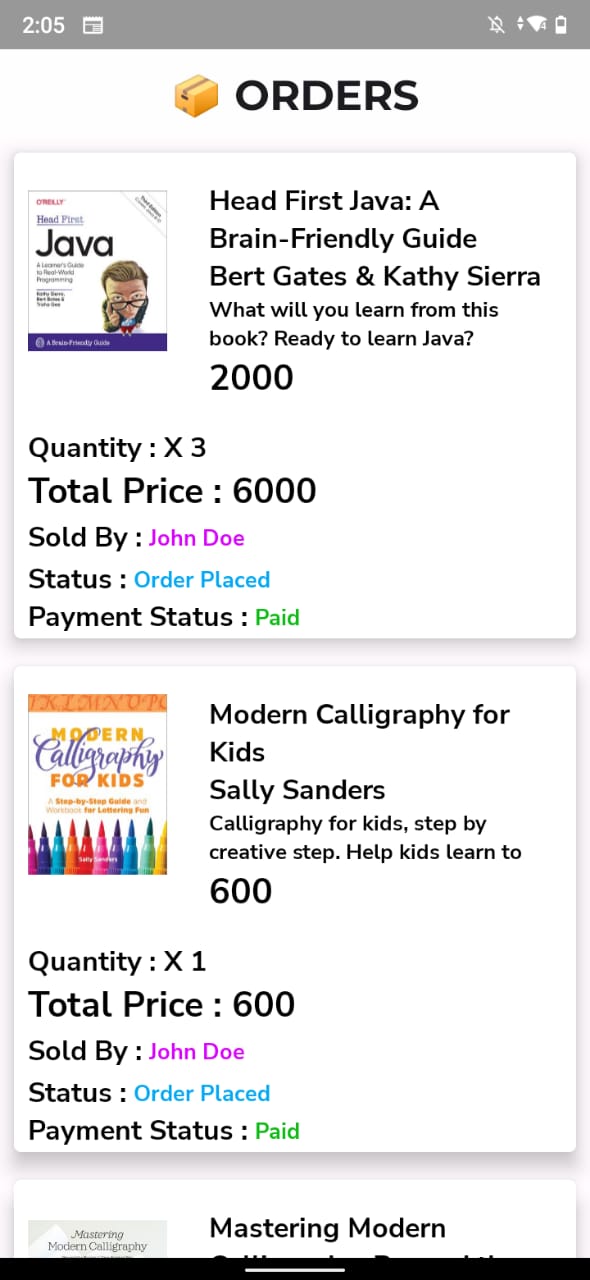 2:05
ORDERS
O'REILLY
Head First
Java
A Learner's Guide
to Real-World
Programming
Kathy Sierra,
Bert Bates &
Trisha Gee
A Brain-Friendly Guide
Head First Java: A
Brain-Friendly Guide
Bert Gates & Kathy Sierra
What will you learn from this
book? Ready to learn Java?
2000
Quantity : X 3
Total Price : 6000
Sold By : John Doe
Status : Order Placed
Payment Status : Paid
MODERN
Calligraphy
FOR KIDS
A Step-by-Step Guide and
Workbook for Lettering Fun
Sally Sanders
Modern Calligraphy for
Kids
Sally Sanders
Calligraphy for kids, step by
creative step. Help kids learn to
600
Quantity : X 1
Total Price : 600
Sold By : John Doe
Status : Order Placed
Payment Status : Paid
Mastering
Modern Calligraphy
Mastering Modern